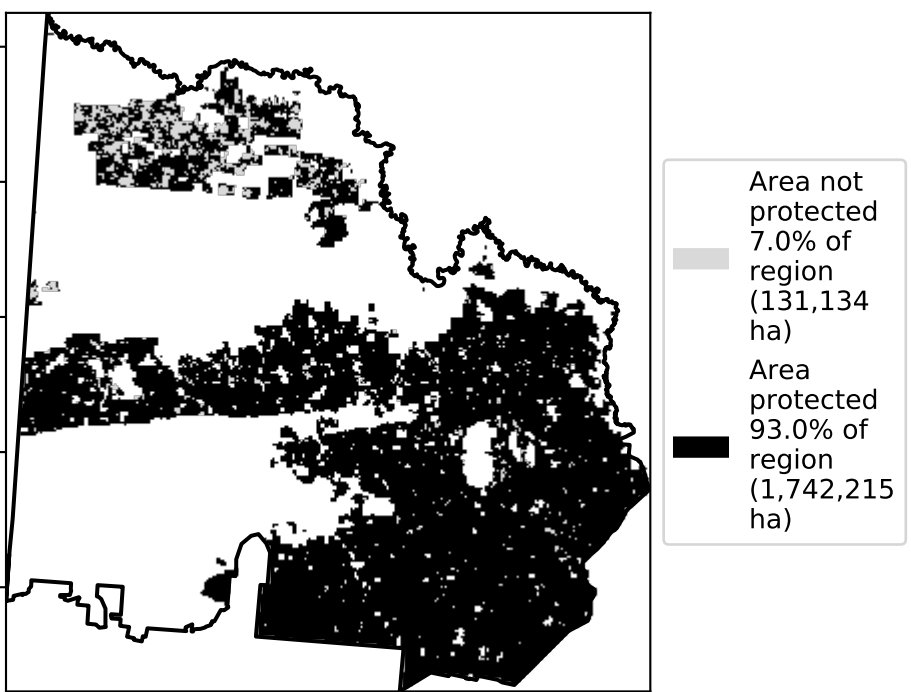 Area not
protected
7.0% of
region
(131,134
ha)
Area
protected
93.0% of
region
(1,742,215
ha)